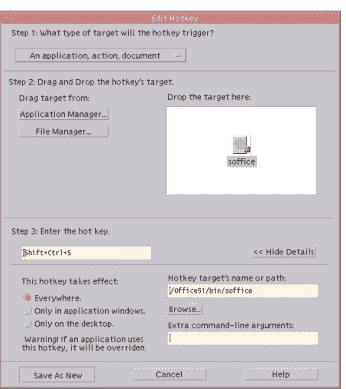 Edit Hotkey
Step 1: What type of target will the hotkey trigger?
An application, action, document
Step 2: Drag and Drop the hotkey's target.
Drag target from:
Drop the target here:
Application Manager...
File Manager...
soffice
Step 3: Enter the hot key.
Shift+Ctrl+S
<< Hide Details
This hotkey takes effect:
Everywhere.
Only in application windows.
Only on the desktop.
Warning! If an application uses
this hotkey, it will be overriden.
Hotkey target's name or path:
/Office51/bin/soffice
Browse...
Extra command-line arguments:
Save As New
Cancel
Help